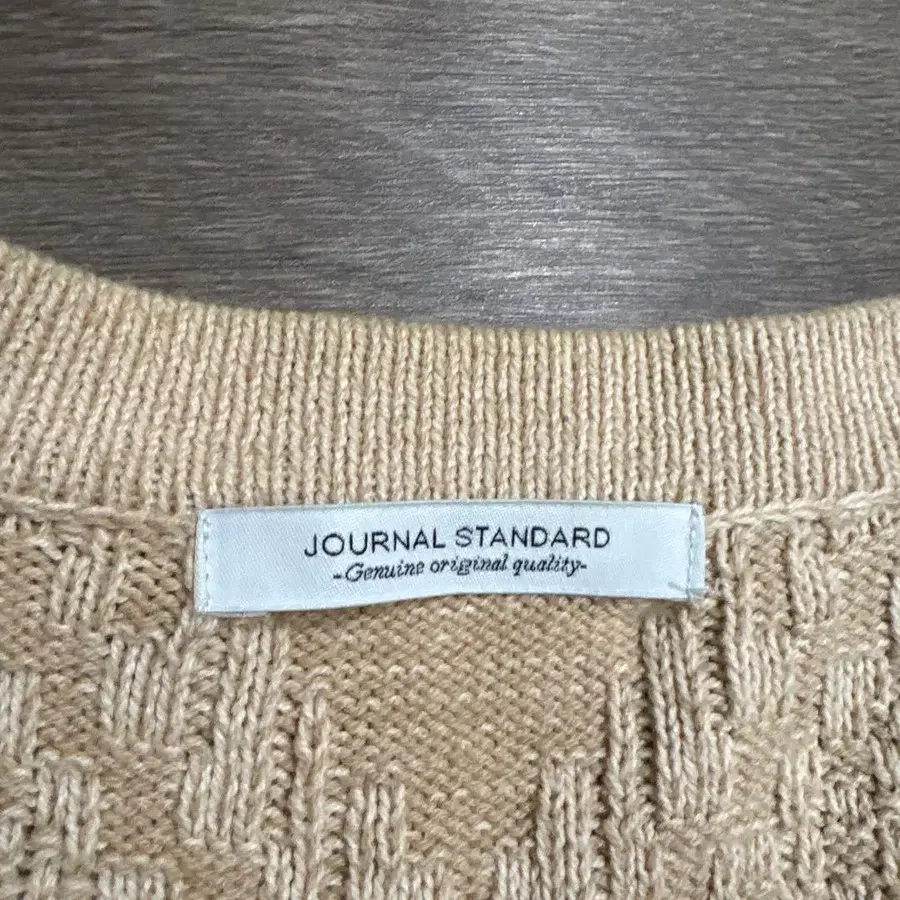 JOURNAL STANDARD
-Genuine original quality-